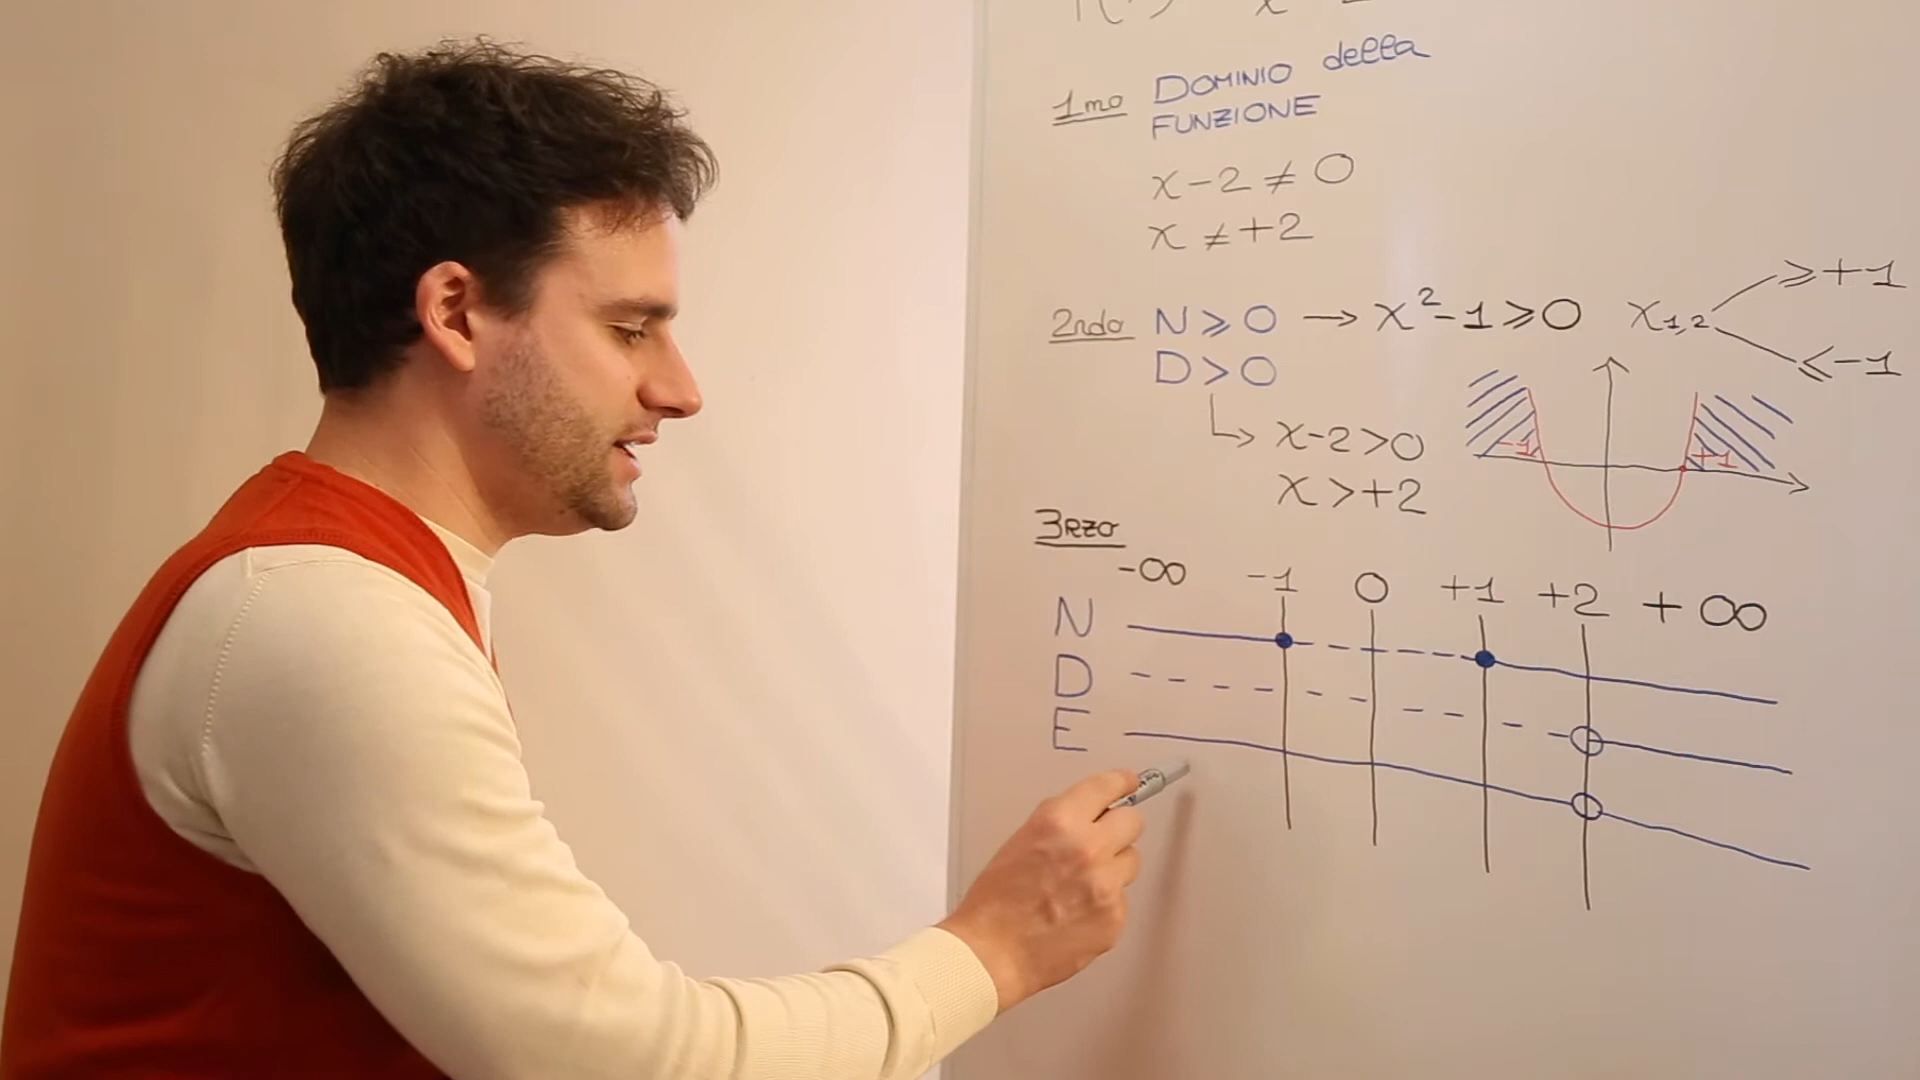 1mo DOMINIO della
FUNZIONE
x-2≠0
x≠+2
2ndo N⩾0 → x²-1⩾0 x1,2 ⩾+1
⩽-1
D>0
↳ x-2>0
x>+2
-1 +1
3RZO
-∞ -1 0 +1 +2 +∞
N
D
E